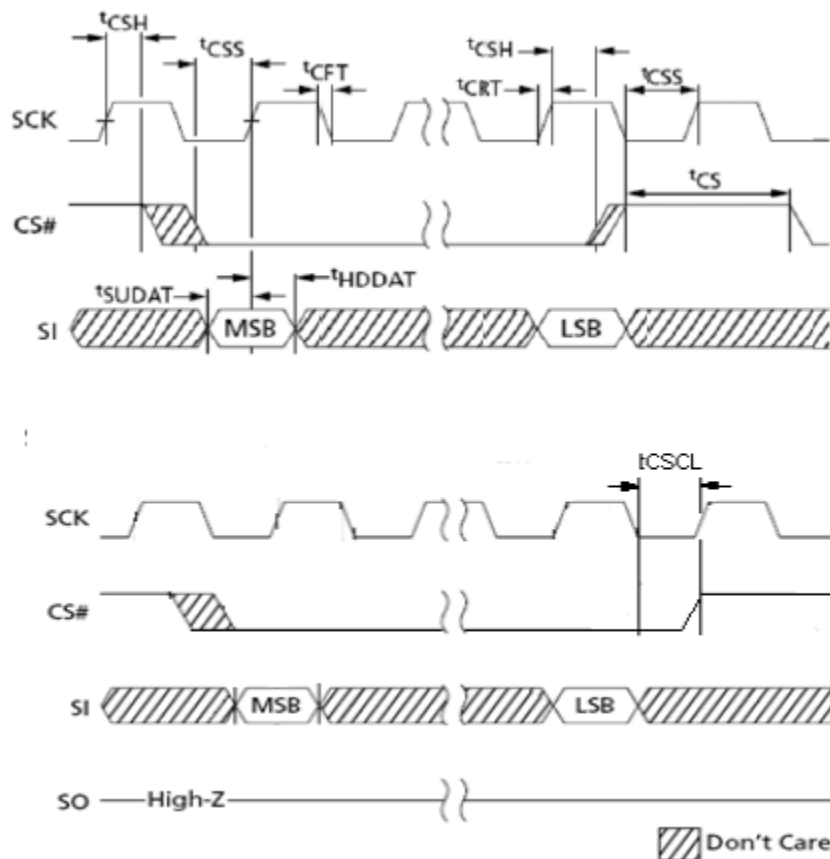 tCSH
tCSS
tCFT
tCSH
tCRT
tCSS
SCK
tCS
CS#
tSUDAT
tHDDAT
SI
MSB
LSB
tCSCL
SCK
CS#
SI
MSB
LSB
SO
High-Z
Don't Care